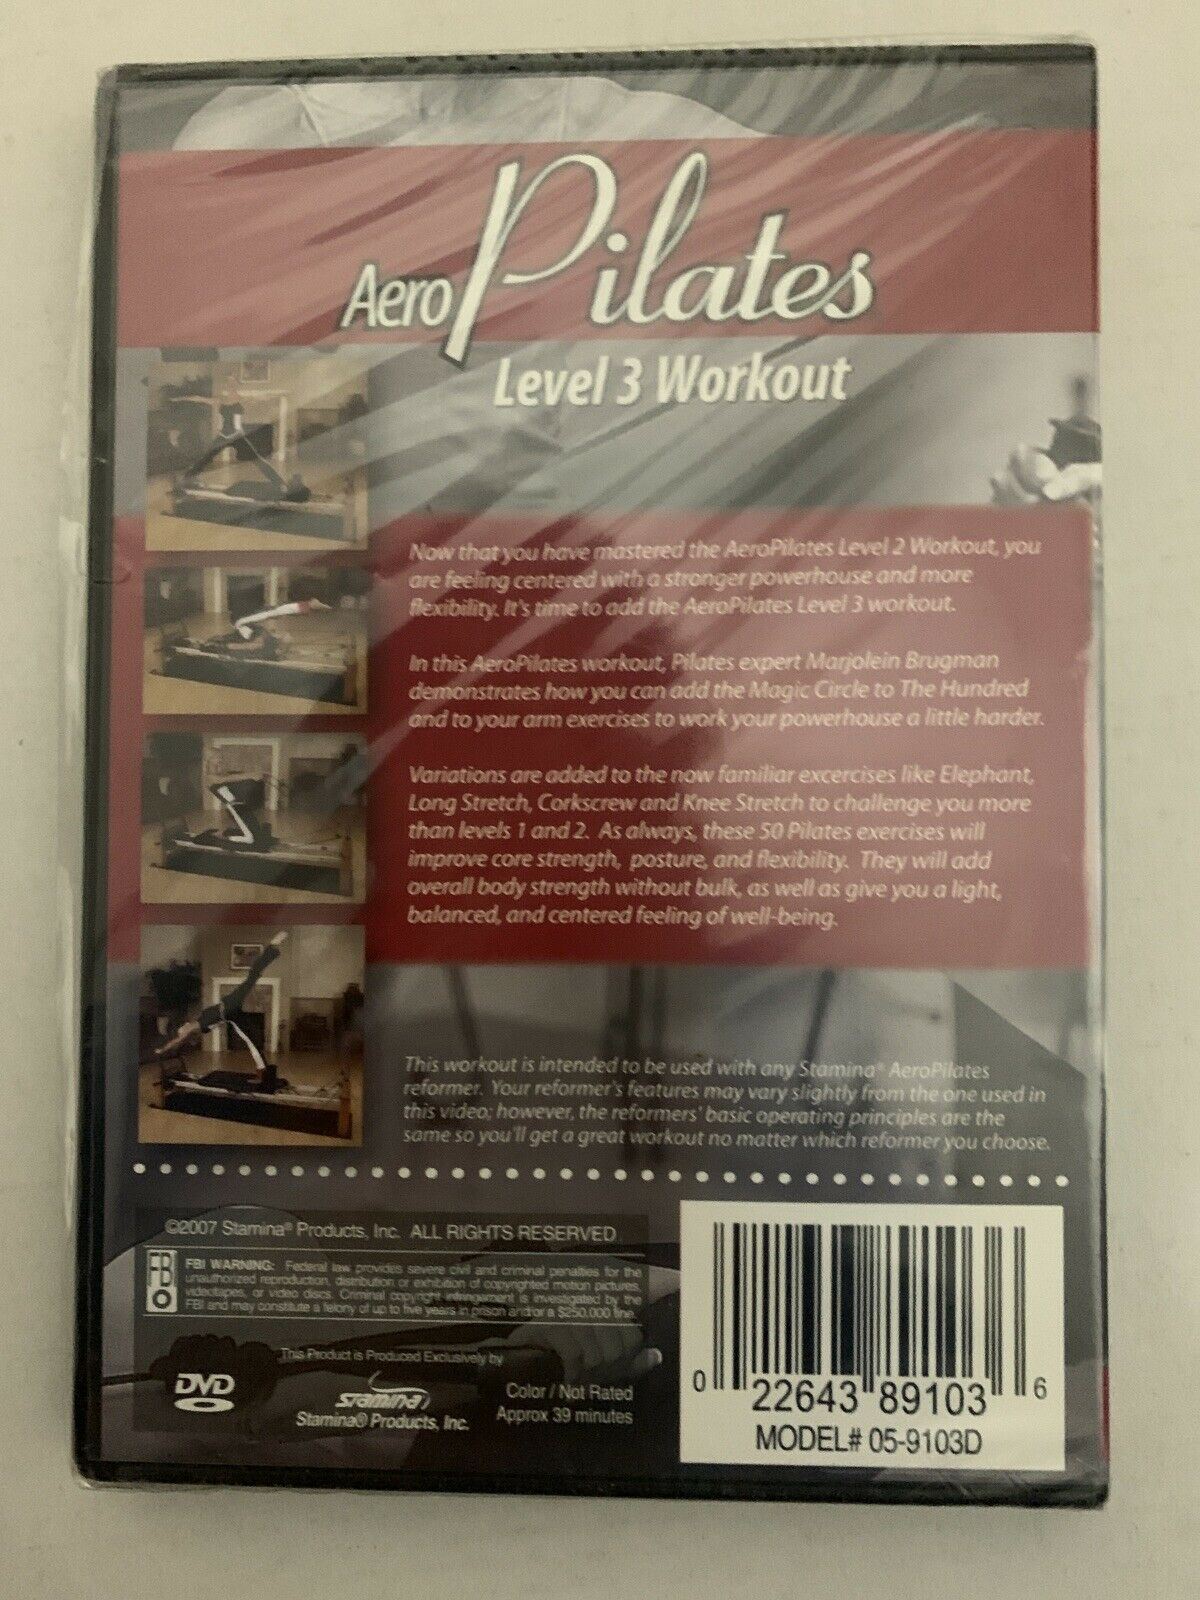 Aero Pilates
Level 3 Workout
Now that you have mastered the AeroPilates Level 2 Workout, you
are feeling centered with a stronger powerhouse and more
flexibility. It's time to add the AeroPilates Level 3 workout.
In this AeroPilates workout, Pilates expert Marjolein Brugman
demonstrates how you can add the Magic Circle to The Hundred
and to your arm exercises to work your powerhouse a little harder.
Variations are added to the now familiar excercises like Elephant,
Long Stretch, Corkscrew and Knee Stretch to challenge you more
than levels 1 and 2. As always, these 50 Pilates exercises will
improve core strength, posture, and flexibility. They will add
overall body strength without bulk, as well as give you a light,
balanced, and centered feeling of well-being.
This workout is intended to be used with any Stamina® AeroPilates
reformer. Your reformer's features may vary slightly from the one used in
this video; however, the reformers' basic operating principles are the
same so you'll get a great workout no matter which reformer you choose.
©2007 Stamina® Products, Inc. ALL RIGHTS RESERVED
FBI
FBI WARNING: Federal law provides severe civil and criminal penalties for the
unauthorized reproduction, distribution or exhibition of copyrighted motion pictures,
videotapes, or video discs. Criminal copyright infringement is investigated by the
FBI and may constitute a felony of up to five years in prison and/or a $250,000 fine.
This Product is Produced Exclusively by
DVD
Stamina
Stamina® Products, Inc.
Color / Not Rated
Approx 39 minutes
0 22643 89103 6
MODEL# 05-9103D